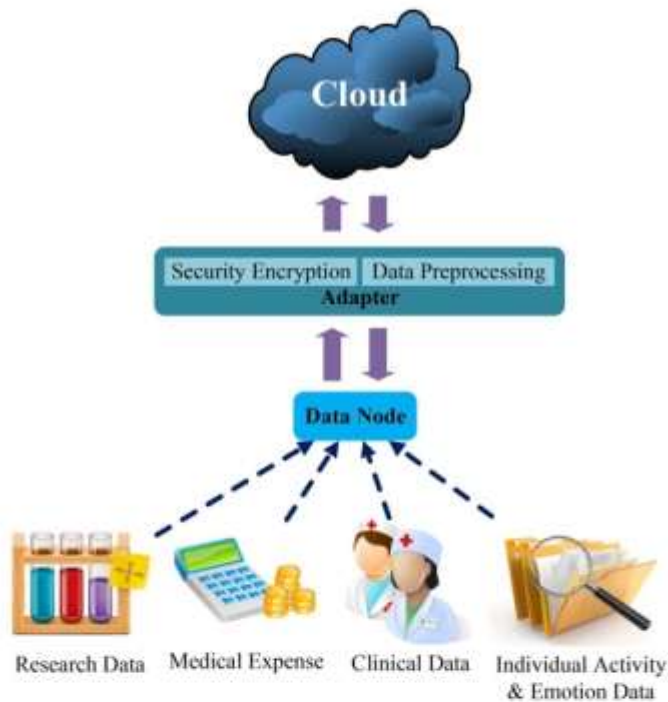 Cloud
Security Encryption
Data Preprocessing
Adapter
Data Node
Research Data
Medical Expense
Clinical Data
Individual Activity
& Emotion Data